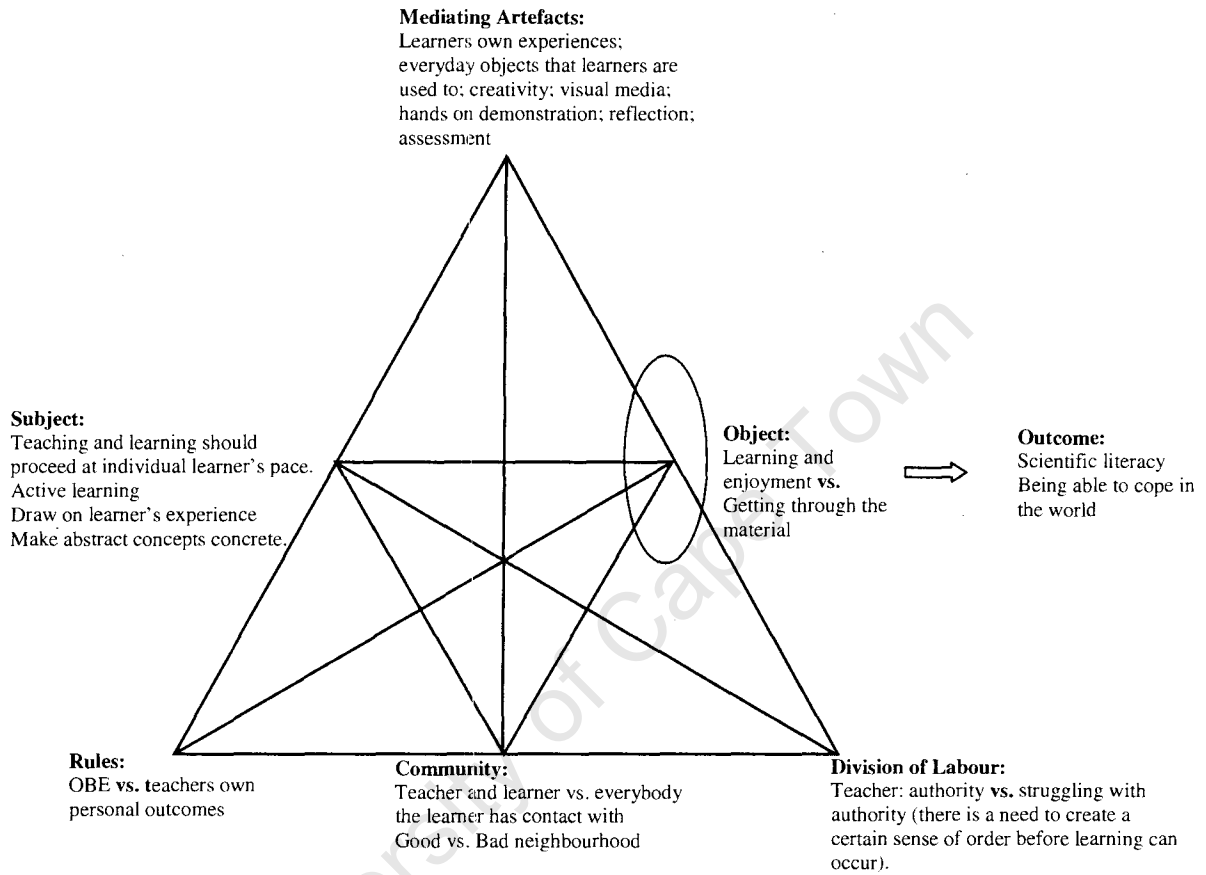 Mediating Artefacts:
Learners own experiences;
everyday objects that learners are
used to; creativity; visual media;
hands on demonstration; reflection;
assessment
Subject:
Teaching and learning should
proceed at individual learner's pace.
Active learning
Draw on learner's experience
Make abstract concepts concrete.
Object:
Learning and
enjoyment vs.
Getting through the
material
Outcome:
Scientific literacy
Being able to cope in
the world
Rules:
OBE vs. teachers own
personal outcomes
Community:
Teacher and learner vs. everybody
the learner has contact with
Good vs. Bad neighbourhood
Division of Labour:
Teacher: authority vs. struggling with
authority (there is a need to create a
certain sense of order before learning can
occur).
ersity of Cape Town